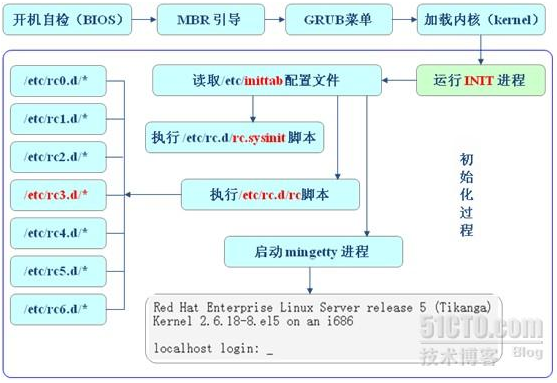 开机自检（BIOS）
MBR 引导
GRUB菜单
加载内核（kernel）
/etc/rc0.d/*
读取/etc/inittab配置文件
运行 INIT 进程
/etc/rc1.d/*
执行 /etc/rc.d/rc.sysinit 脚本
/etc/rc2.d/*
/etc/rc3.d/*
执行/etc/rc.d/rc脚本
初始化过程
/etc/rc4.d/*
/etc/rc5.d/*
启动 mingetty 进程
/etc/rc6.d/*
Red Hat Enterprise Linux Server release 5 (Tikanga)
Kernel 2.6.18-8.el5 on an i686
localhost login: _
51CTO.com
技术博客 Blog